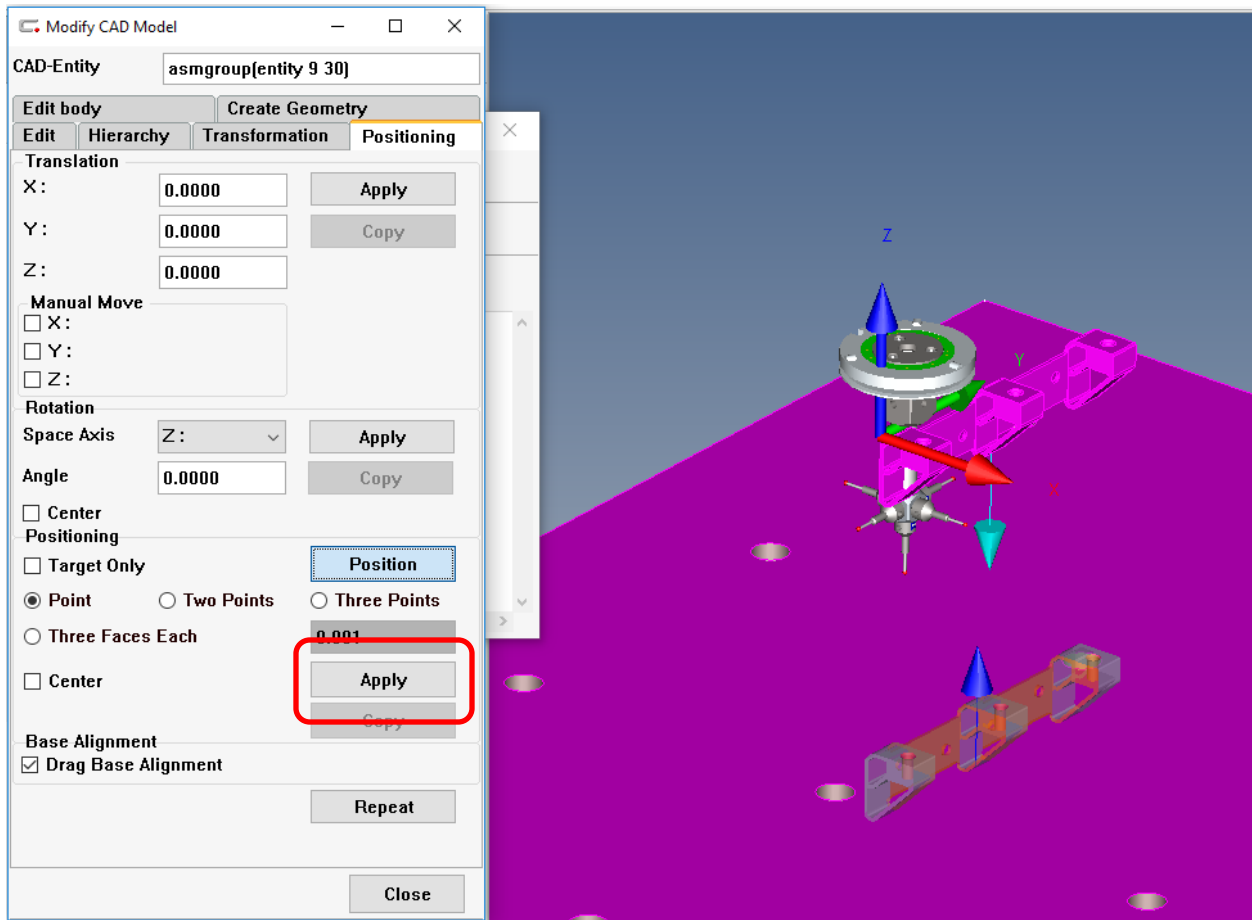 Modify CAD Model
CAD-Entity asmgroup(entity 9 30)
Edit body Create Geometry
Edit Hierarchy Transformation Positioning
Translation
X: 0.0000 Apply
Y: 0.0000 Copy
Z: 0.0000
Manual Move
X:
Y:
Z:
Rotation
Space Axis Z: Apply
Angle 0.0000 Copy
Center
Positioning
Target Only Position
Point Two Points Three Points
Three Faces Each 0.001
Center Apply
Copy
Base Alignment
Drag Base Alignment
Repeat
Close
Z
Y
X